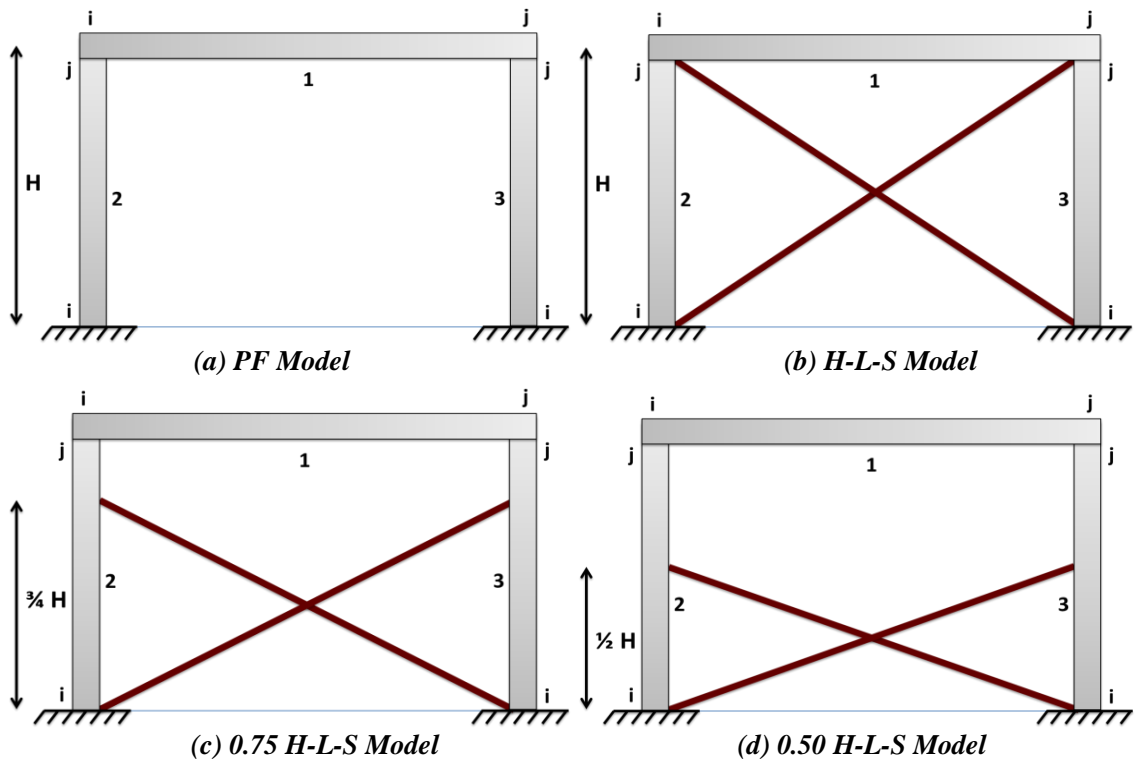 i j
j j
1
H
2 3
i i
(a) PF Model
i j
j j
1
H
2 3
i i
(b) H-L-S Model
i j
j j
1
¾ H
2 3
i i
(c) 0.75 H-L-S Model
i j
j j
1
½ H
2 3
i i
(d) 0.50 H-L-S Model